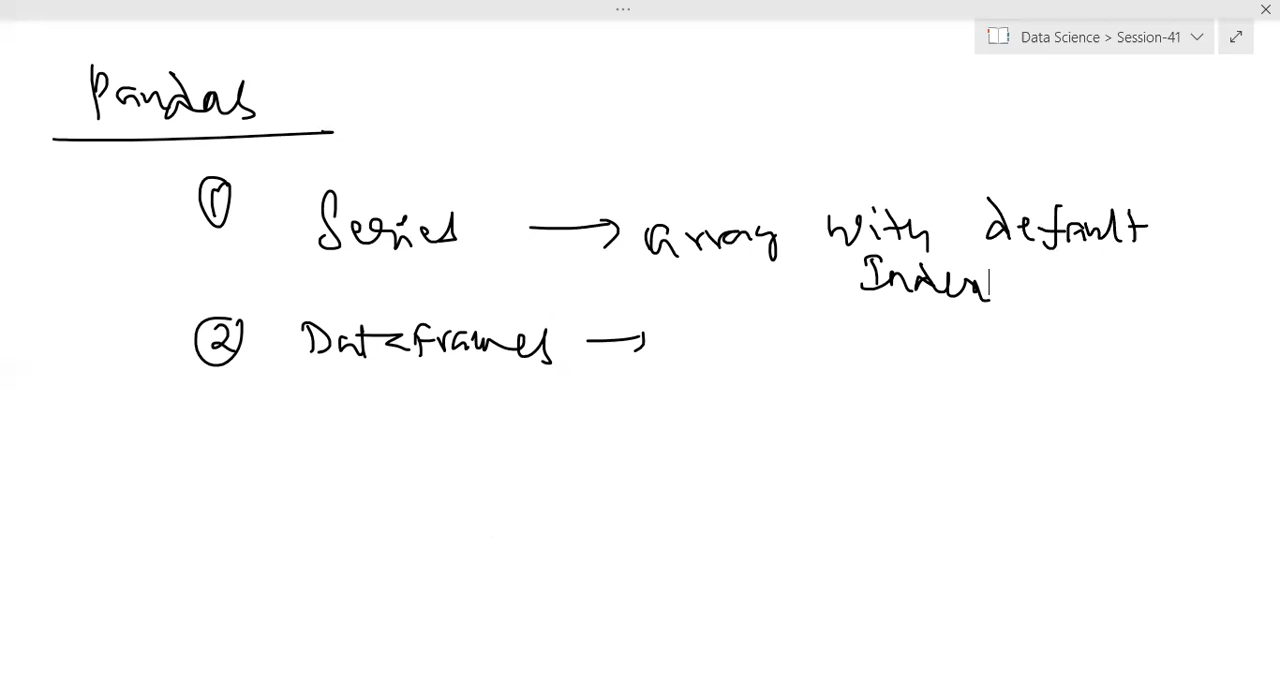 Data Science > Session-41
Pandas
① Series → array with default
Index
② Dataframes →